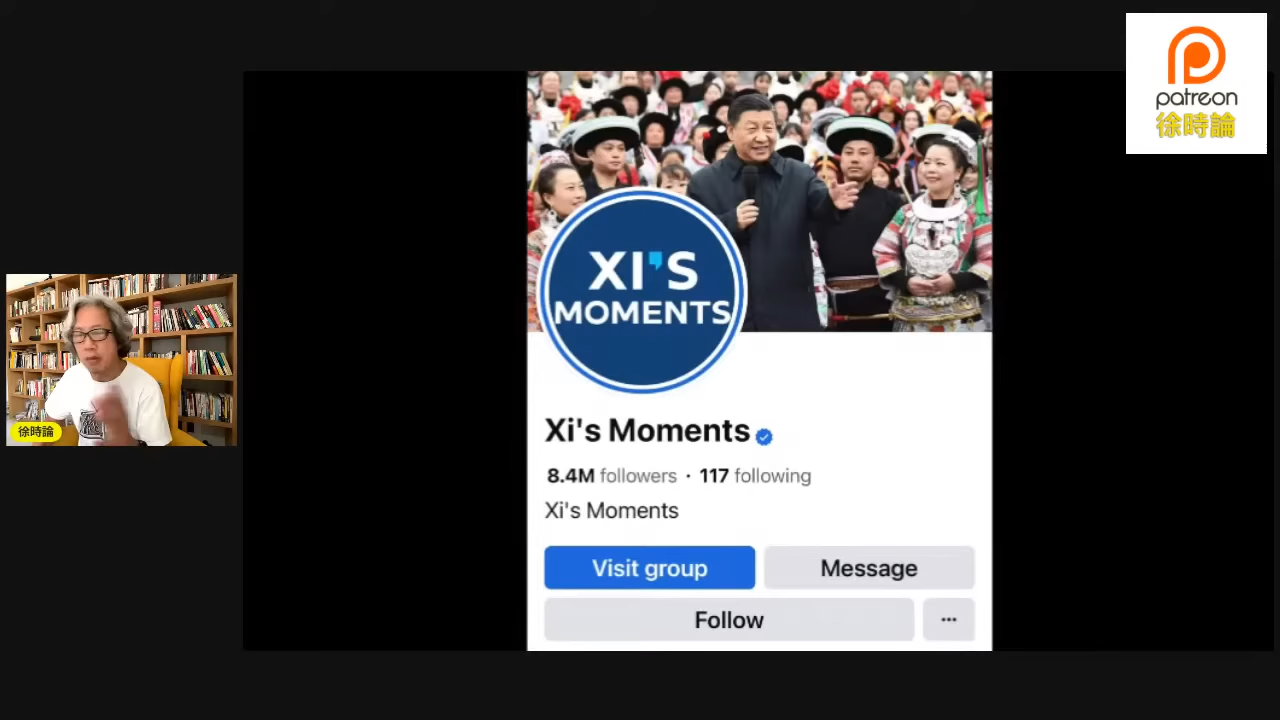 patreon
徐時論
徐時論
XI'S
MOMENTS
Xi's Moments
8.4M followers · 117 following
Xi's Moments
Visit group
Message
Follow